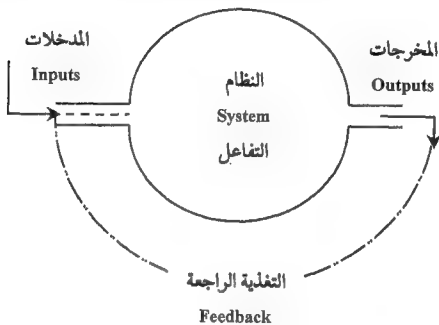 المدخلات
Inputs
المخرجات
Outputs
النظام
System
التفاعل
التغذية الراجعة
Feedback